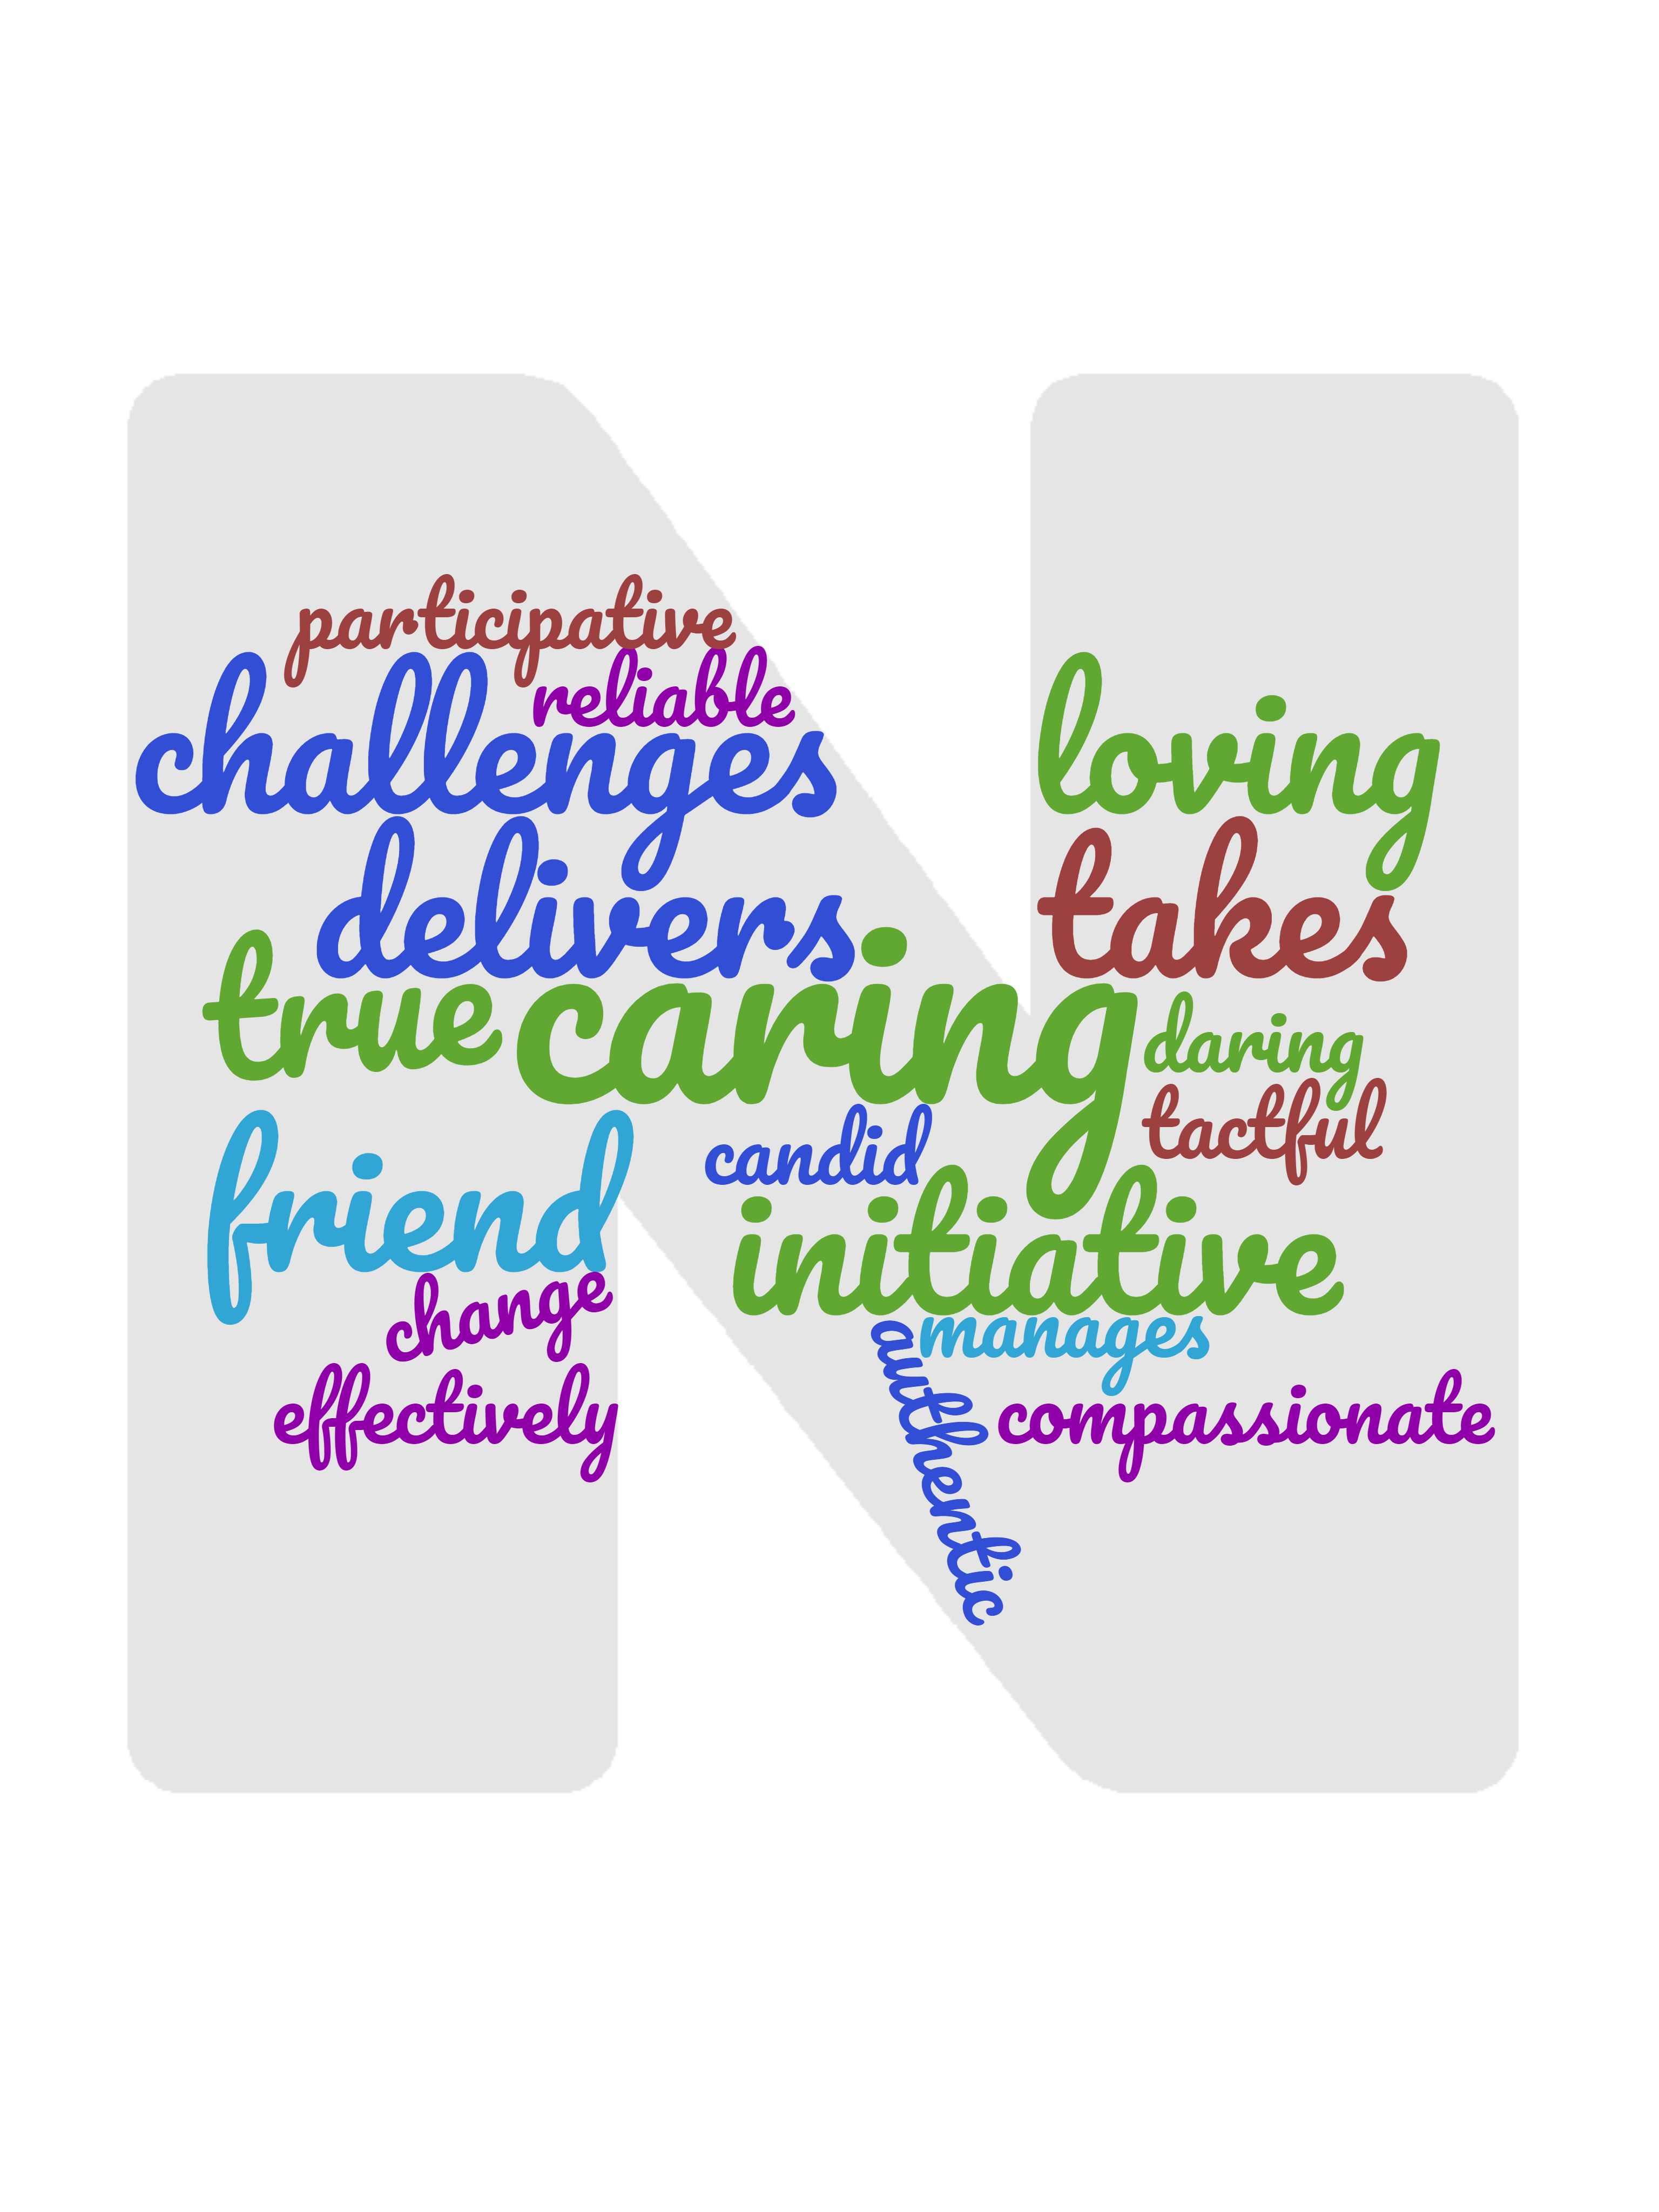 participative
reliable
challenges
loving
delivers
takes
true caring
daring
tactful
friend
candid
initiative
change
manages
authentic
effectively
compassionate